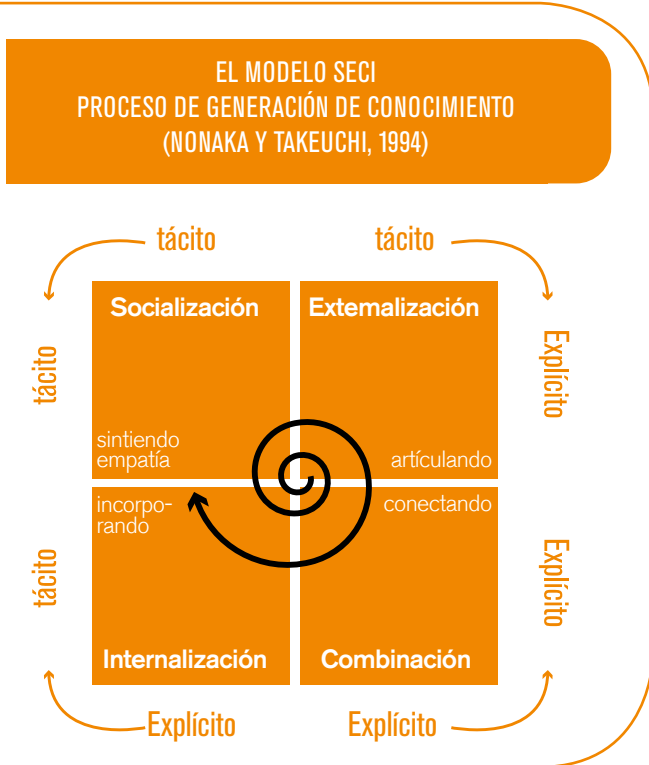 EL MODELO SECI
PROCESO DE GENERACIÓN DE CONOCIMIENTO
(NONAKA Y TAKEUCHI, 1994)
tácito
tácito
Socialización
Externalización
tácito
Explícito
sintiendo
empatía
artículando
incorpo-
rando
conectando
tácito
Explícito
Internalización
Combinación
Explícito
Explícito